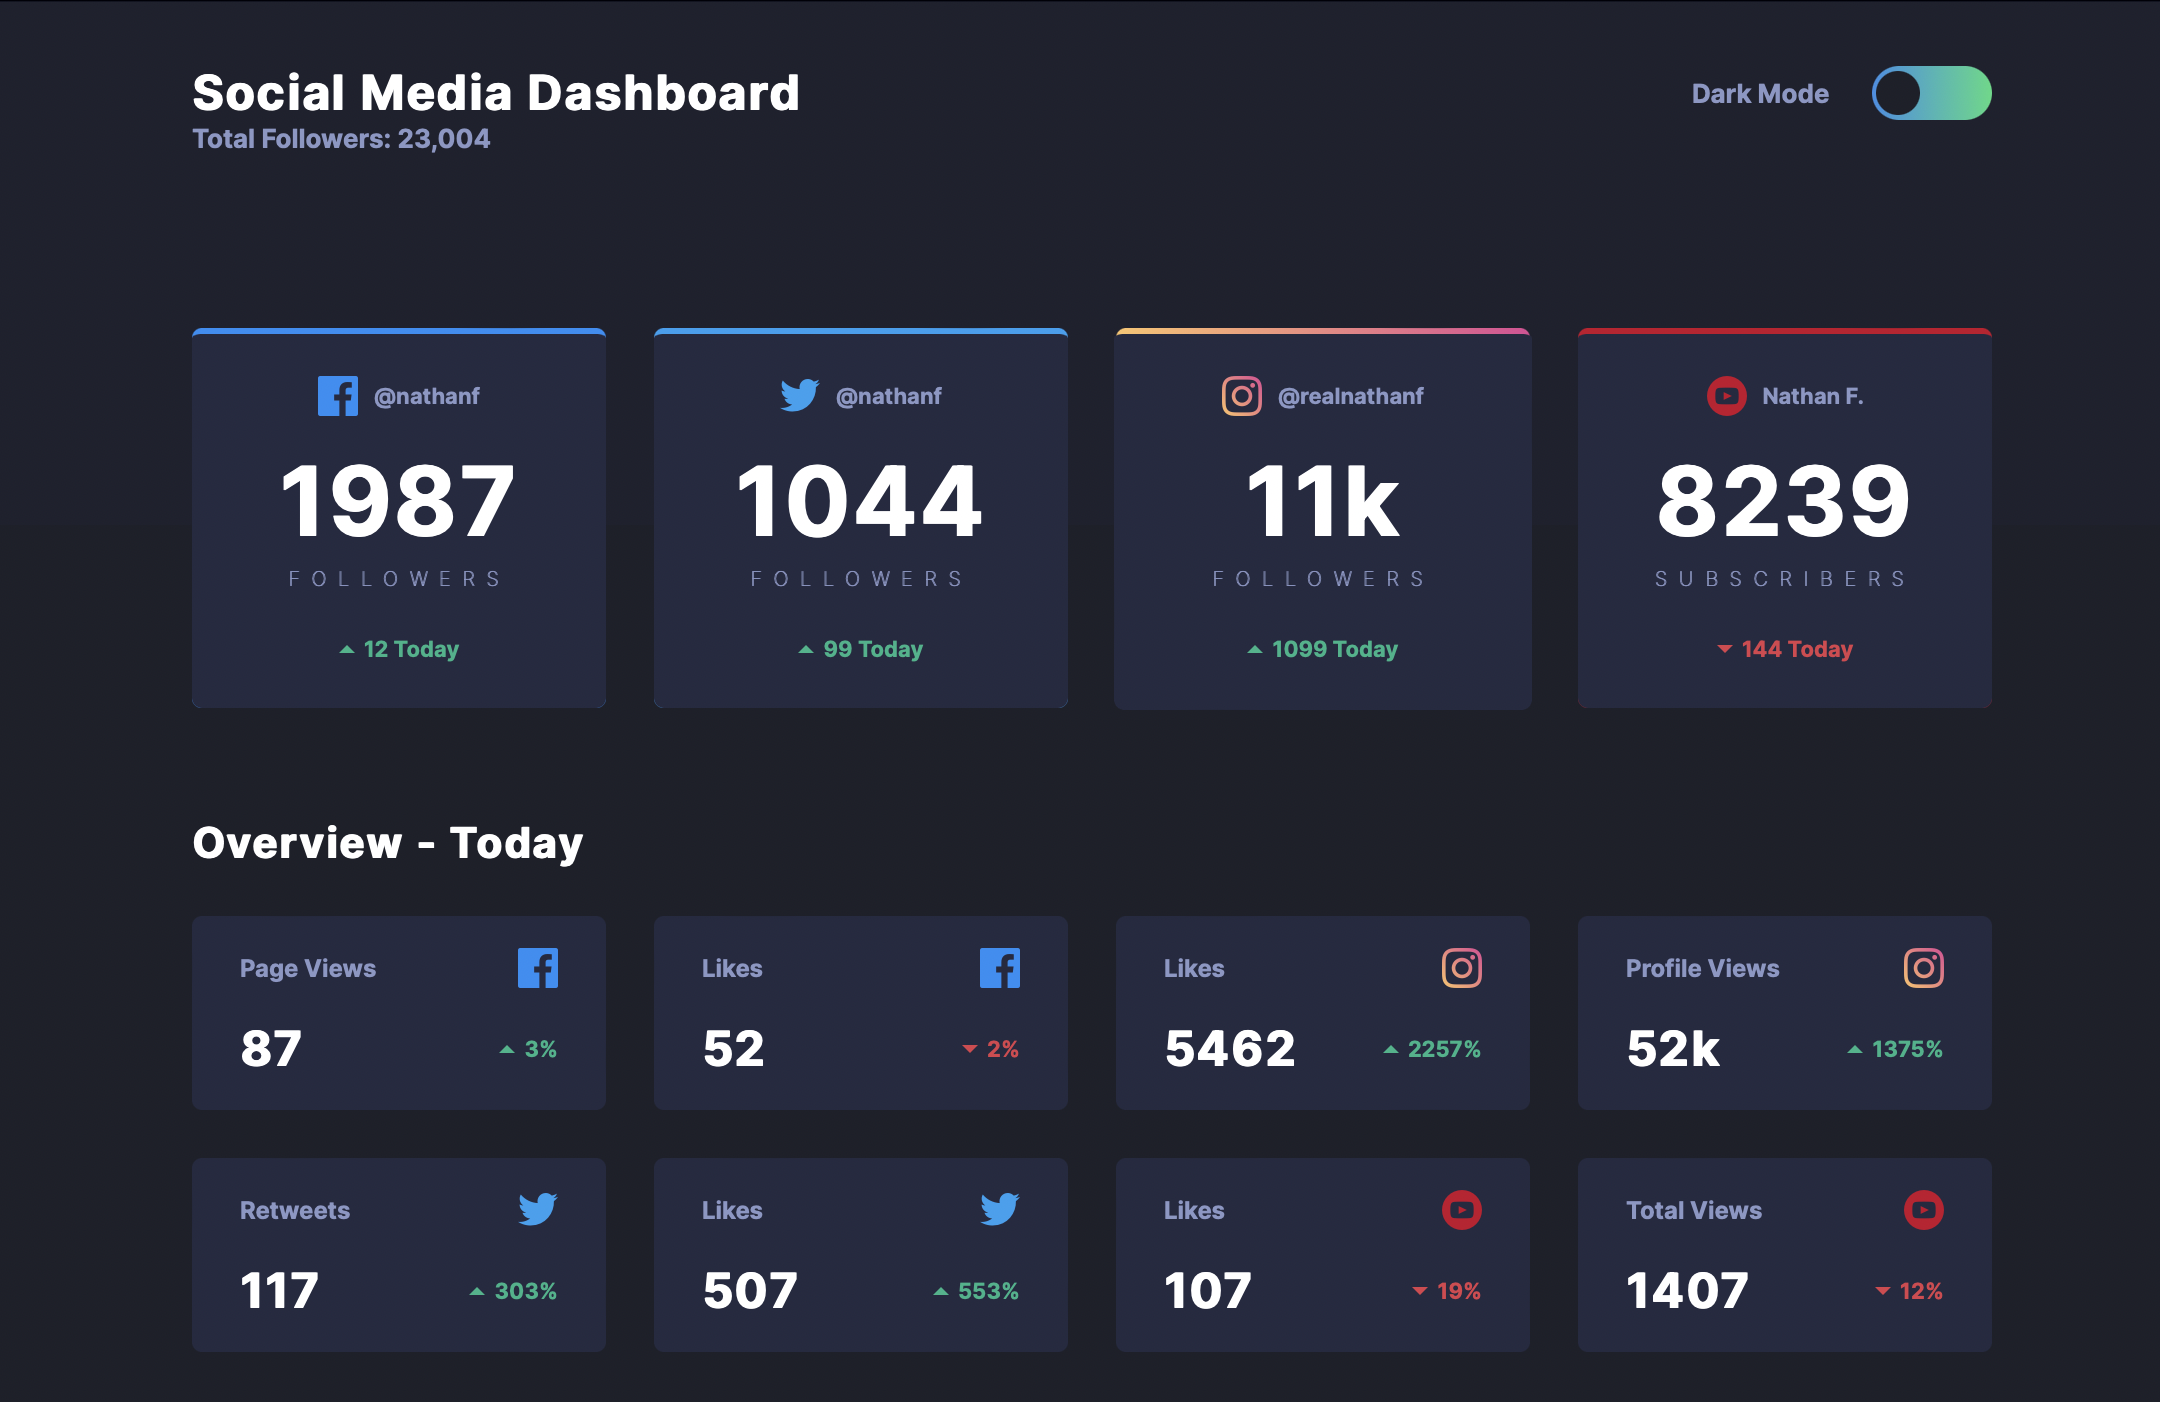 Social Media Dashboard
Total Followers: 23,004
Dark Mode
@nathanf
1987
FOLLOWERS
12 Today
@nathanf
1044
FOLLOWERS
99 Today
@realnathanf
11k
FOLLOWERS
1099 Today
Nathan F.
8239
SUBSCRIBERS
144 Today
Overview - Today
Page Views
87
3%
Likes
52
2%
Likes
5462
2257%
Profile Views
52k
1375%
Retweets
117
303%
Likes
507
553%
Likes
107
19%
Total Views
1407
12%